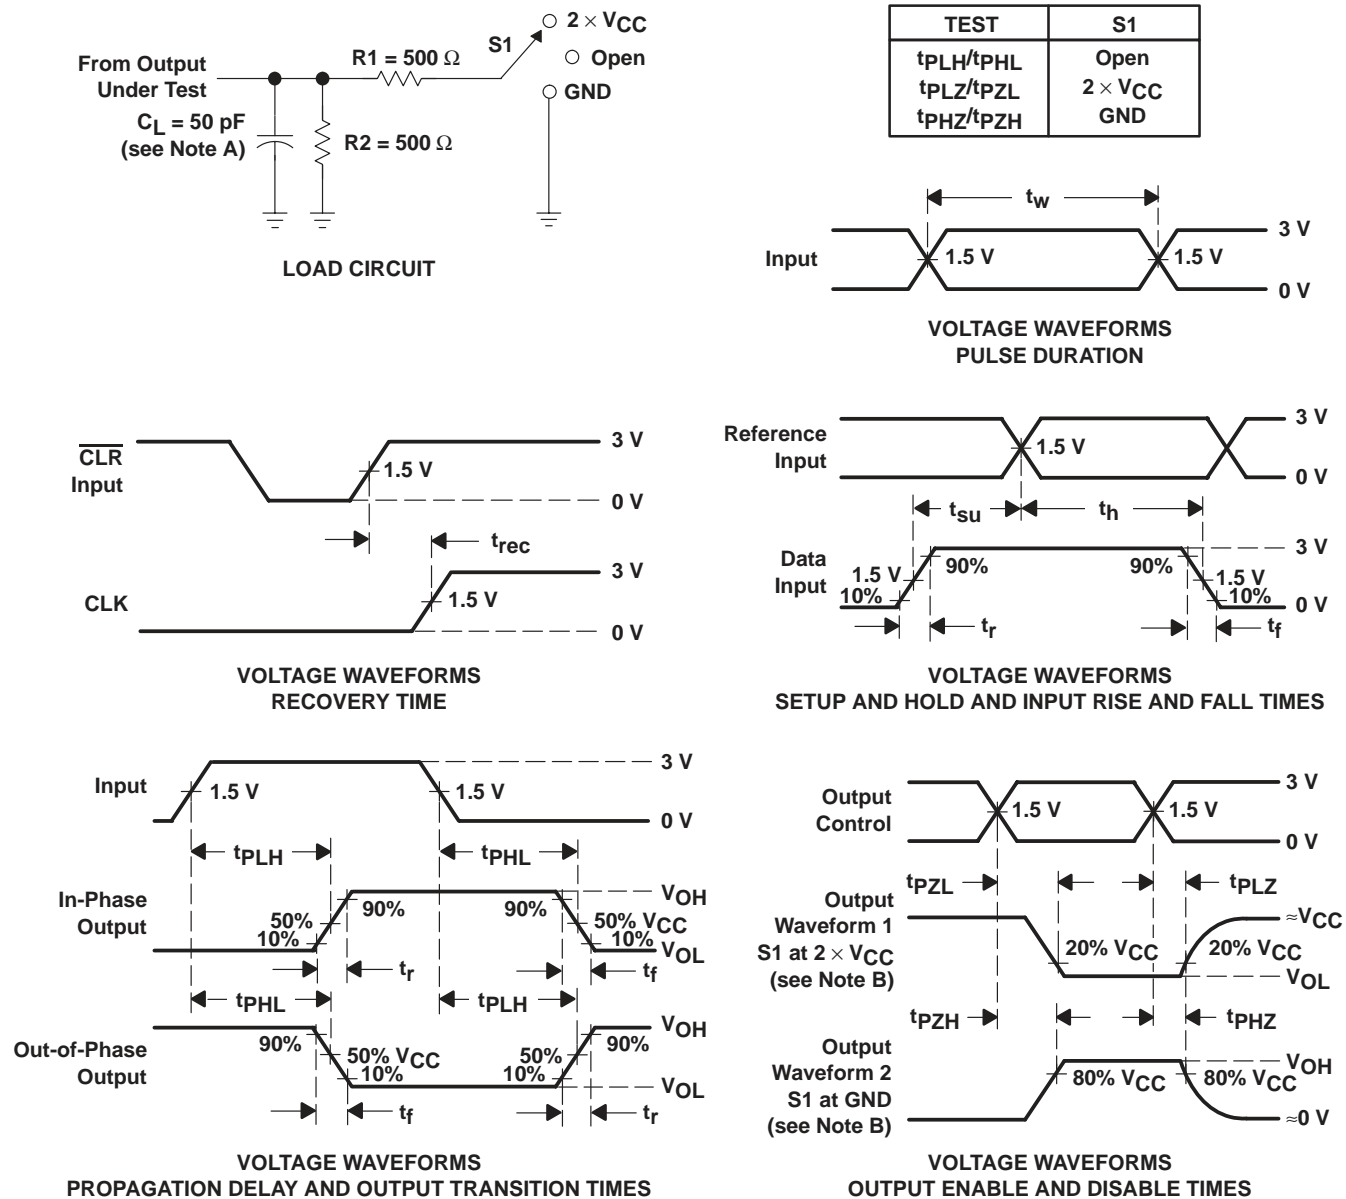 From Output
Under Test
CL = 50 pF
(see Note A)
R1 = 500 Ω
R2 = 500 Ω
S1
2 × VCC
Open
GND
LOAD CIRCUIT
TEST S1
tPLH/tPHL Open
tPLZ/tPZL 2 × VCC
tPHZ/tPZH GND
tw
Input
1.5 V
1.5 V
3 V
0 V
VOLTAGE WAVEFORMS
PULSE DURATION
CLR
Input
1.5 V
3 V
0 V
trec
CLK
1.5 V
3 V
0 V
VOLTAGE WAVEFORMS
RECOVERY TIME
Reference
Input
1.5 V
3 V
0 V
tsu
th
Data
Input
1.5 V
10%
90%
90%
1.5 V
10%
3 V
0 V
tr
tf
VOLTAGE WAVEFORMS
SETUP AND HOLD AND INPUT RISE AND FALL TIMES
Input
1.5 V
1.5 V
3 V
0 V
tPLH
tPHL
In-Phase
Output
50%
10%
90%
90%
50% VCC
10%
VOH
VOL
tr
tf
tPHL
tPLH
Out-of-Phase
Output
90%
50% VCC
10%
50%
10%
90%
VOH
VOL
tf
tr
VOLTAGE WAVEFORMS
PROPAGATION DELAY AND OUTPUT TRANSITION TIMES
Output
Control
1.5 V
1.5 V
3 V
0 V
tPZL
tPLZ
Output
Waveform 1
S1 at 2 × VCC
(see Note B)
20% VCC
20% VCC
≈VCC
VOL
tPZH
tPHZ
Output
Waveform 2
S1 at GND
(see Note B)
80% VCC
80% VCC
VOH
≈0 V
VOLTAGE WAVEFORMS
OUTPUT ENABLE AND DISABLE TIMES